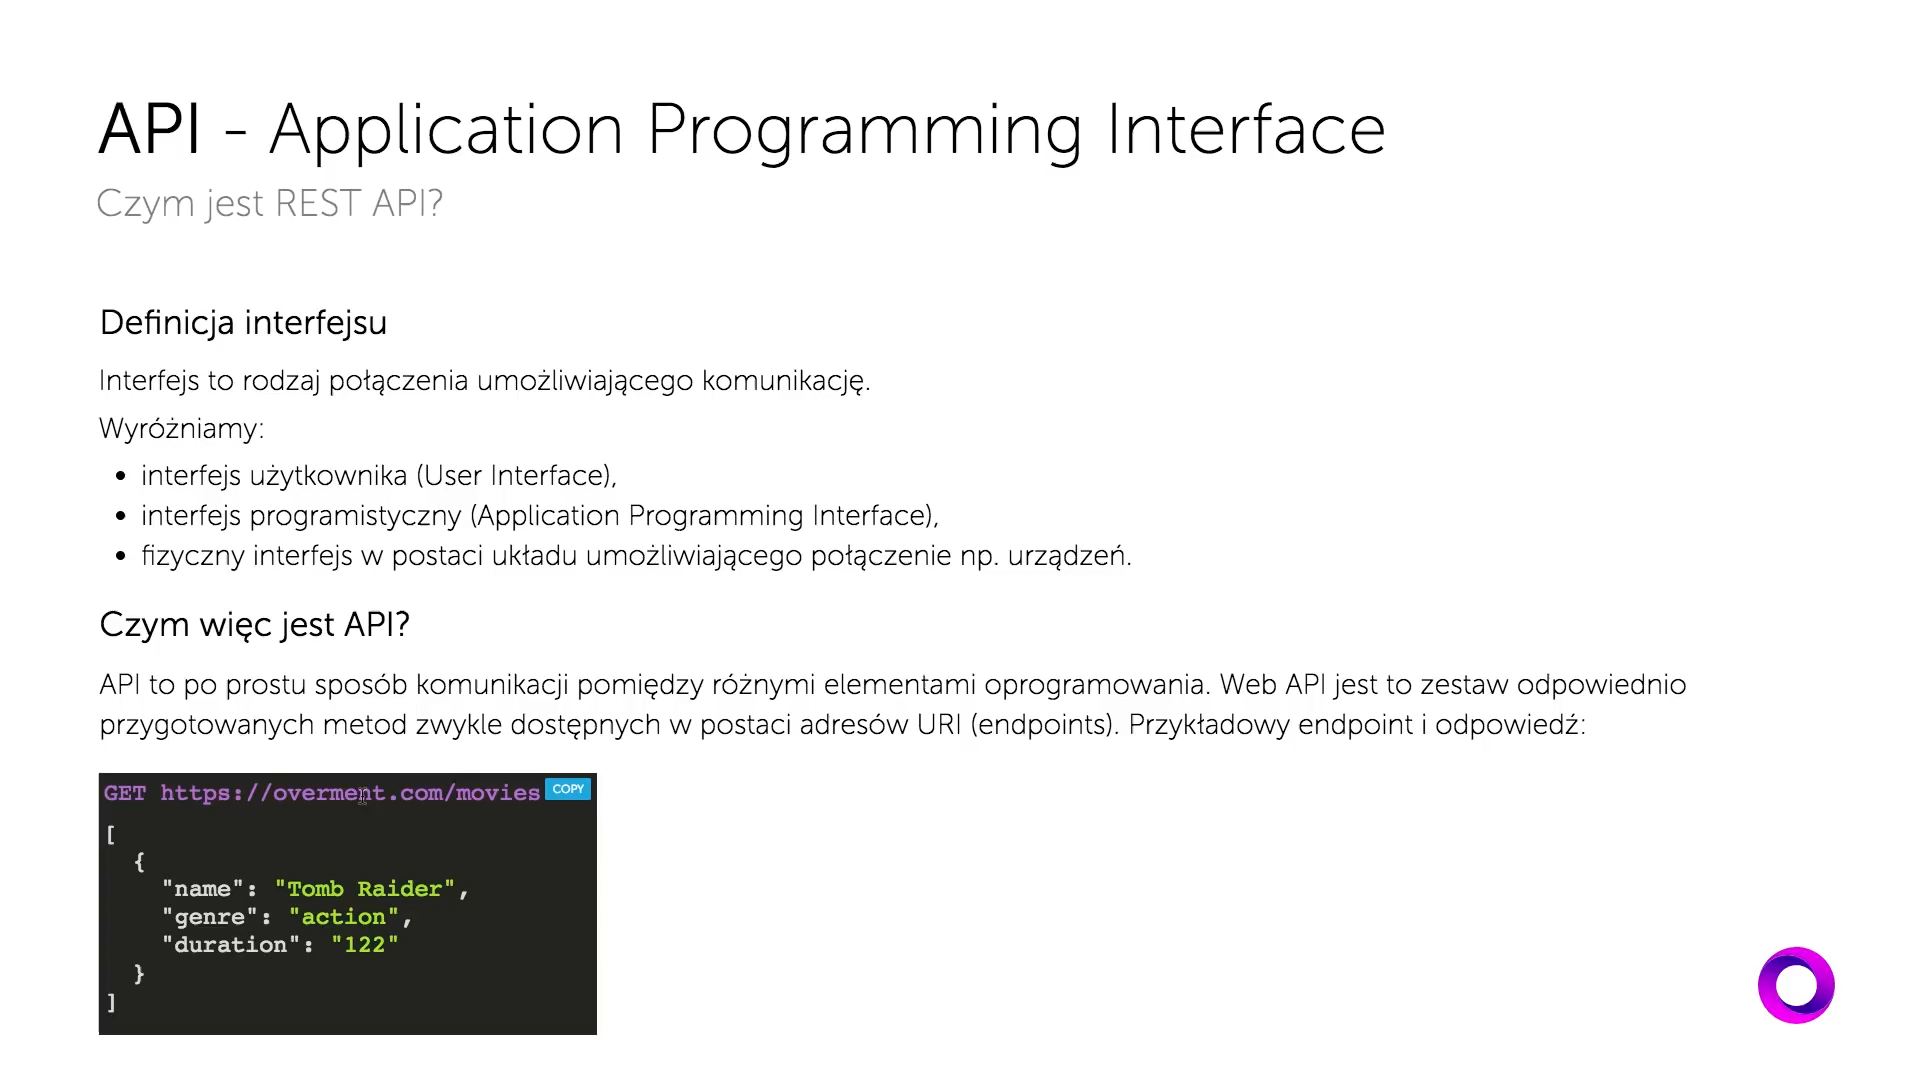 API - Application Programming Interface
Czym jest REST API?
Definicja interfejsu
Interfejs to rodzaj połączenia umożliwiającego komunikację.
Wyróżniamy:
• interfejs użytkownika (User Interface),
• interfejs programistyczny (Application Programming Interface),
• fizyczny interfejs w postaci układu umożliwiającego połączenie np. urządzeń.
Czym więc jest API?
API to po prostu sposób komunikacji pomiędzy różnymi elementami oprogramowania. Web API jest to zestaw odpowiednio
przygotowanych metod zwykle dostępnych w postaci adresów URI (endpoints). Przykładowy endpoint i odpowiedź:
GET https://overment.com/movies COPY
[
{
"name": "Tomb Raider",
"genre": "action",
"duration": "122"
}
]